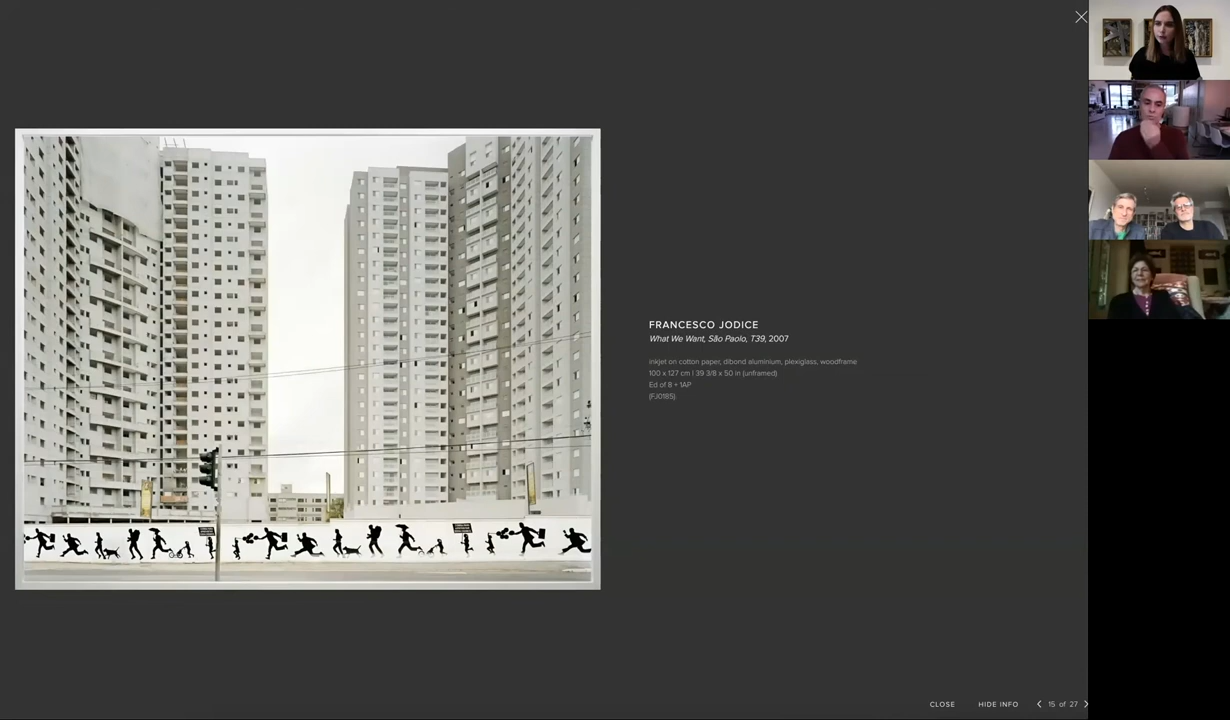 FRANCESCO JODICE
What We Want, São Paolo, T39, 2007
inkjet on cotton paper, dibond aluminium, plexiglass, woodframe
100 x 127 cm | 39 3/8 x 50 in (unframed)
Ed of 8 + 1AP
(FJ0185)
CLOSE
HIDE INFO
15 of 27